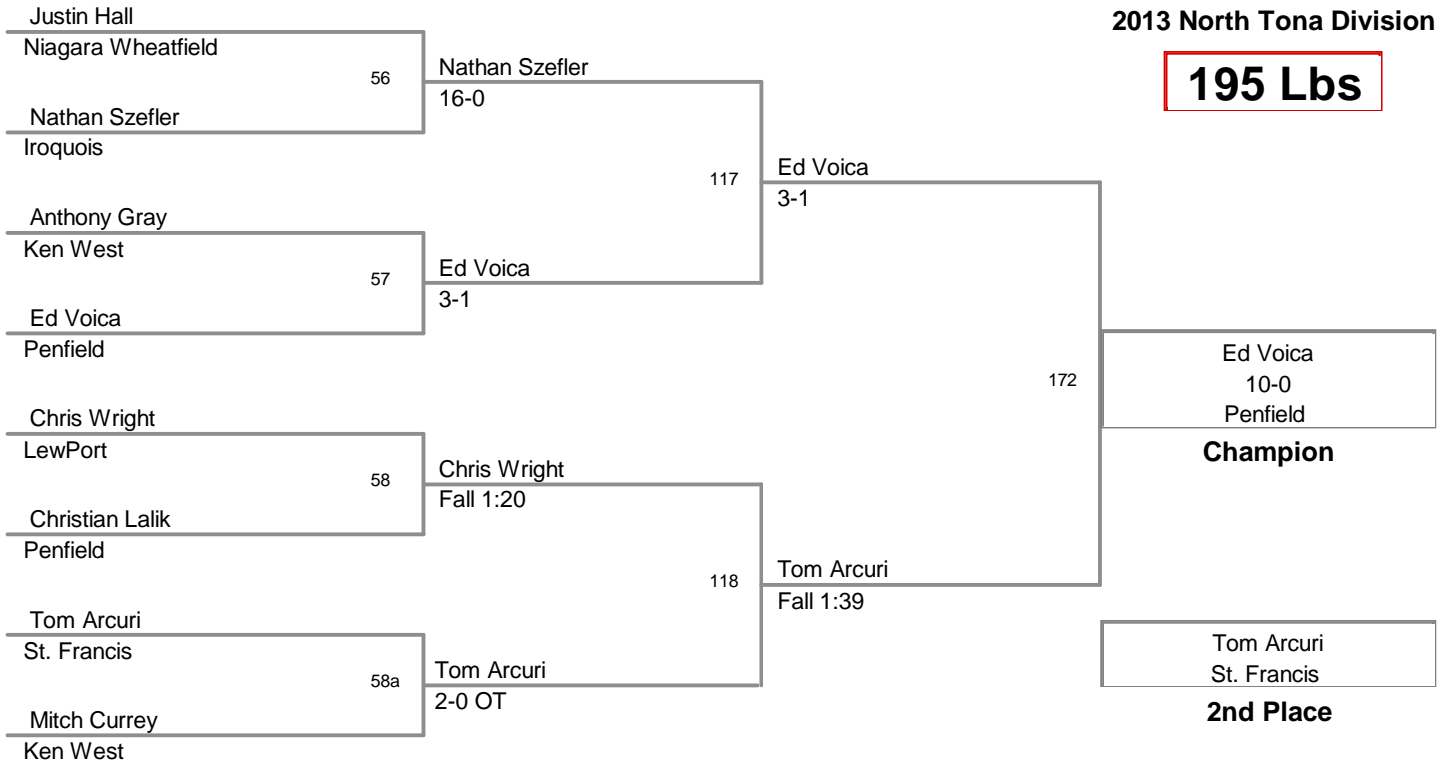 2013 North Tona Division
195 Lbs
Justin Hall
Niagara Wheatfield
56
Nathan Szefler
Iroquois
Nathan Szefler
16-0
Anthony Gray
Ken West
57
Ed Voica
Penfield
Ed Voica
3-1
117
Ed Voica
3-1
Chris Wright
LewPort
58
Christian Lalik
Penfield
Chris Wright
Fall 1:20
Tom Arcuri
St. Francis
58a
Mitch Currey
Ken West
Tom Arcuri
2-0 OT
118
Tom Arcuri
Fall 1:39
172
Ed Voica
10-0
Penfield
Champion
Tom Arcuri
St. Francis
2nd Place